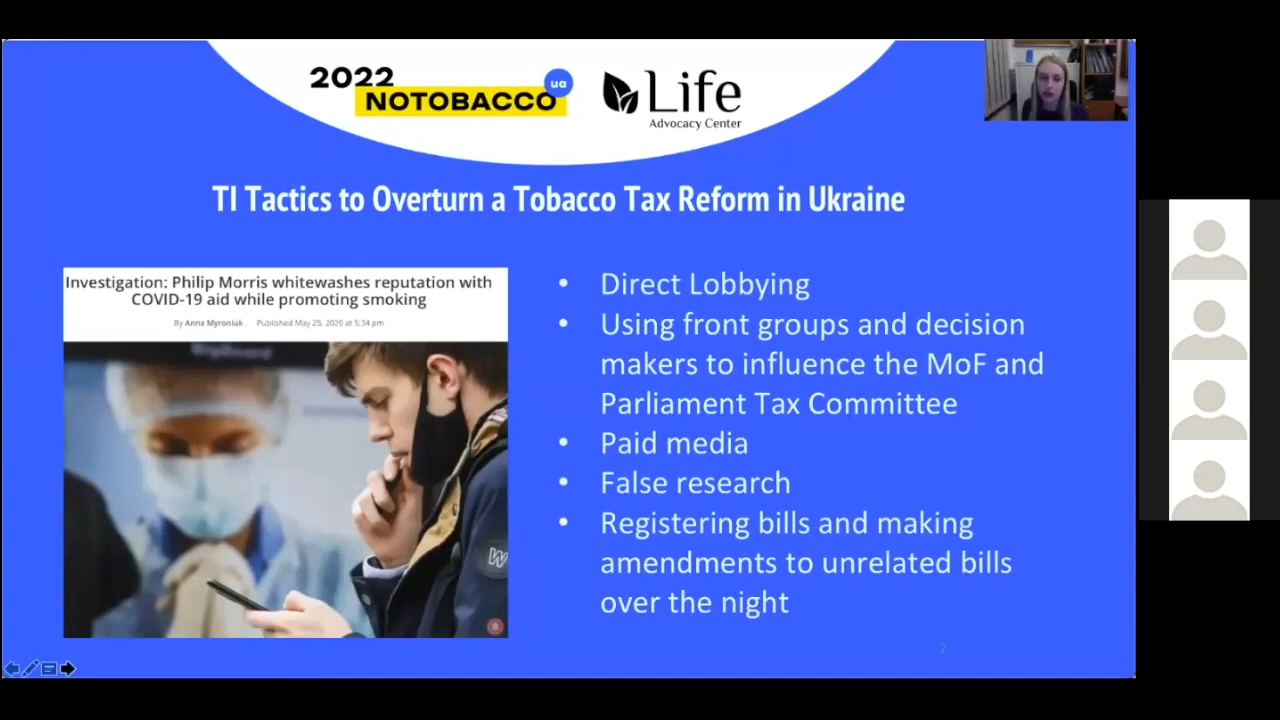 2022
NOTOBACCO
ua
Life
Advocacy Center
TI Tactics to Overturn a Tobacco Tax Reform in Ukraine
Investigation: Philip Morris whitewashes reputation with
COVID-19 aid while promoting smoking
By Anna Myroniuk . Published May 25, 2020 at 5:34 pm
• Direct Lobbying
• Using front groups and decision
makers to influence the MoF and
Parliament Tax Committee
• Paid media
• False research
• Registering bills and making
amendments to unrelated bills
over the night
W
2